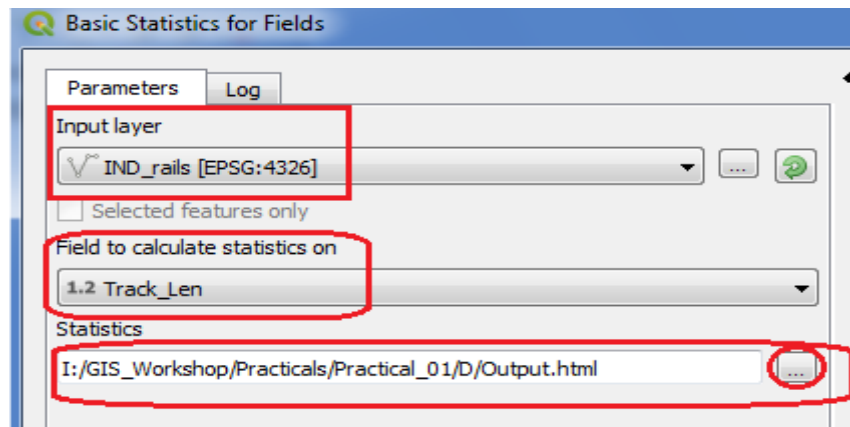 Basic Statistics for Fields
Parameters Log
Input layer
IND_rails [EPSG:4326] ...
Selected features only
Field to calculate statistics on
1.2 Track_Len
Statistics
I:/GIS_Workshop/Practicals/Practical_01/D/Output.html ...